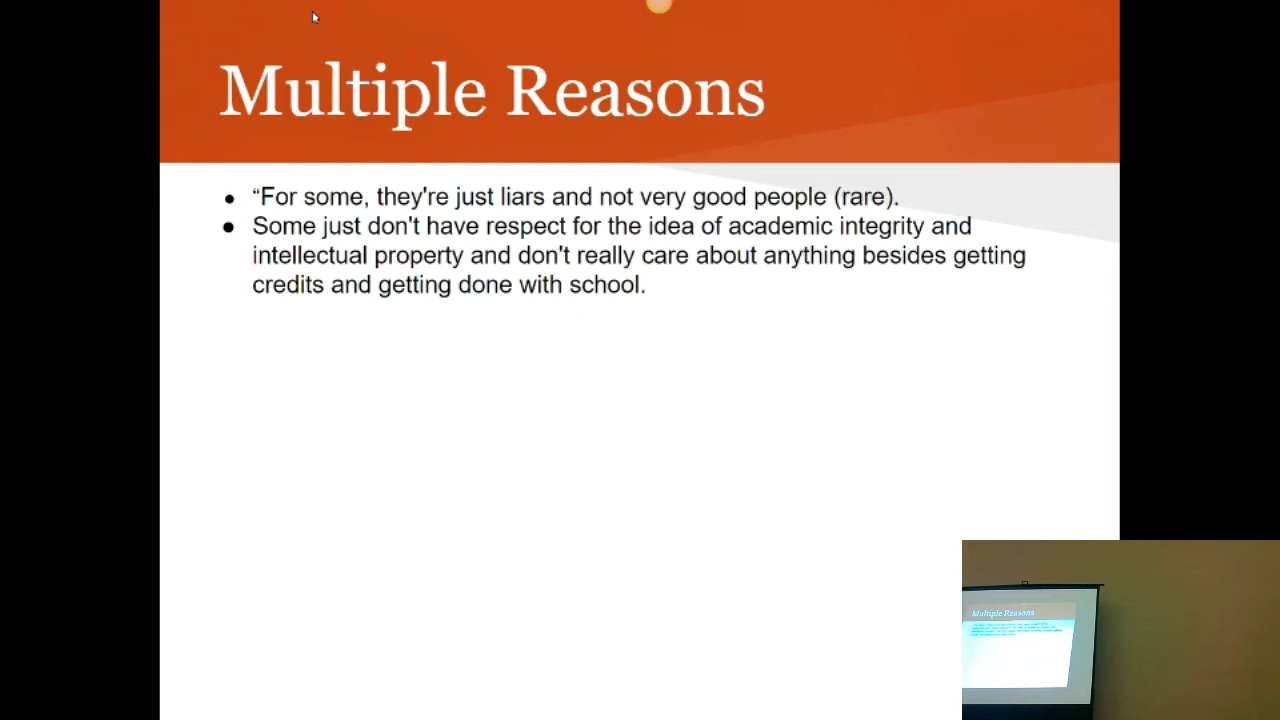 Multiple Reasons
● “For some, they're just liars and not very good people (rare).
● Some just don't have respect for the idea of academic integrity and
intellectual property and don't really care about anything besides getting
credits and getting done with school.
Multiple Reasons